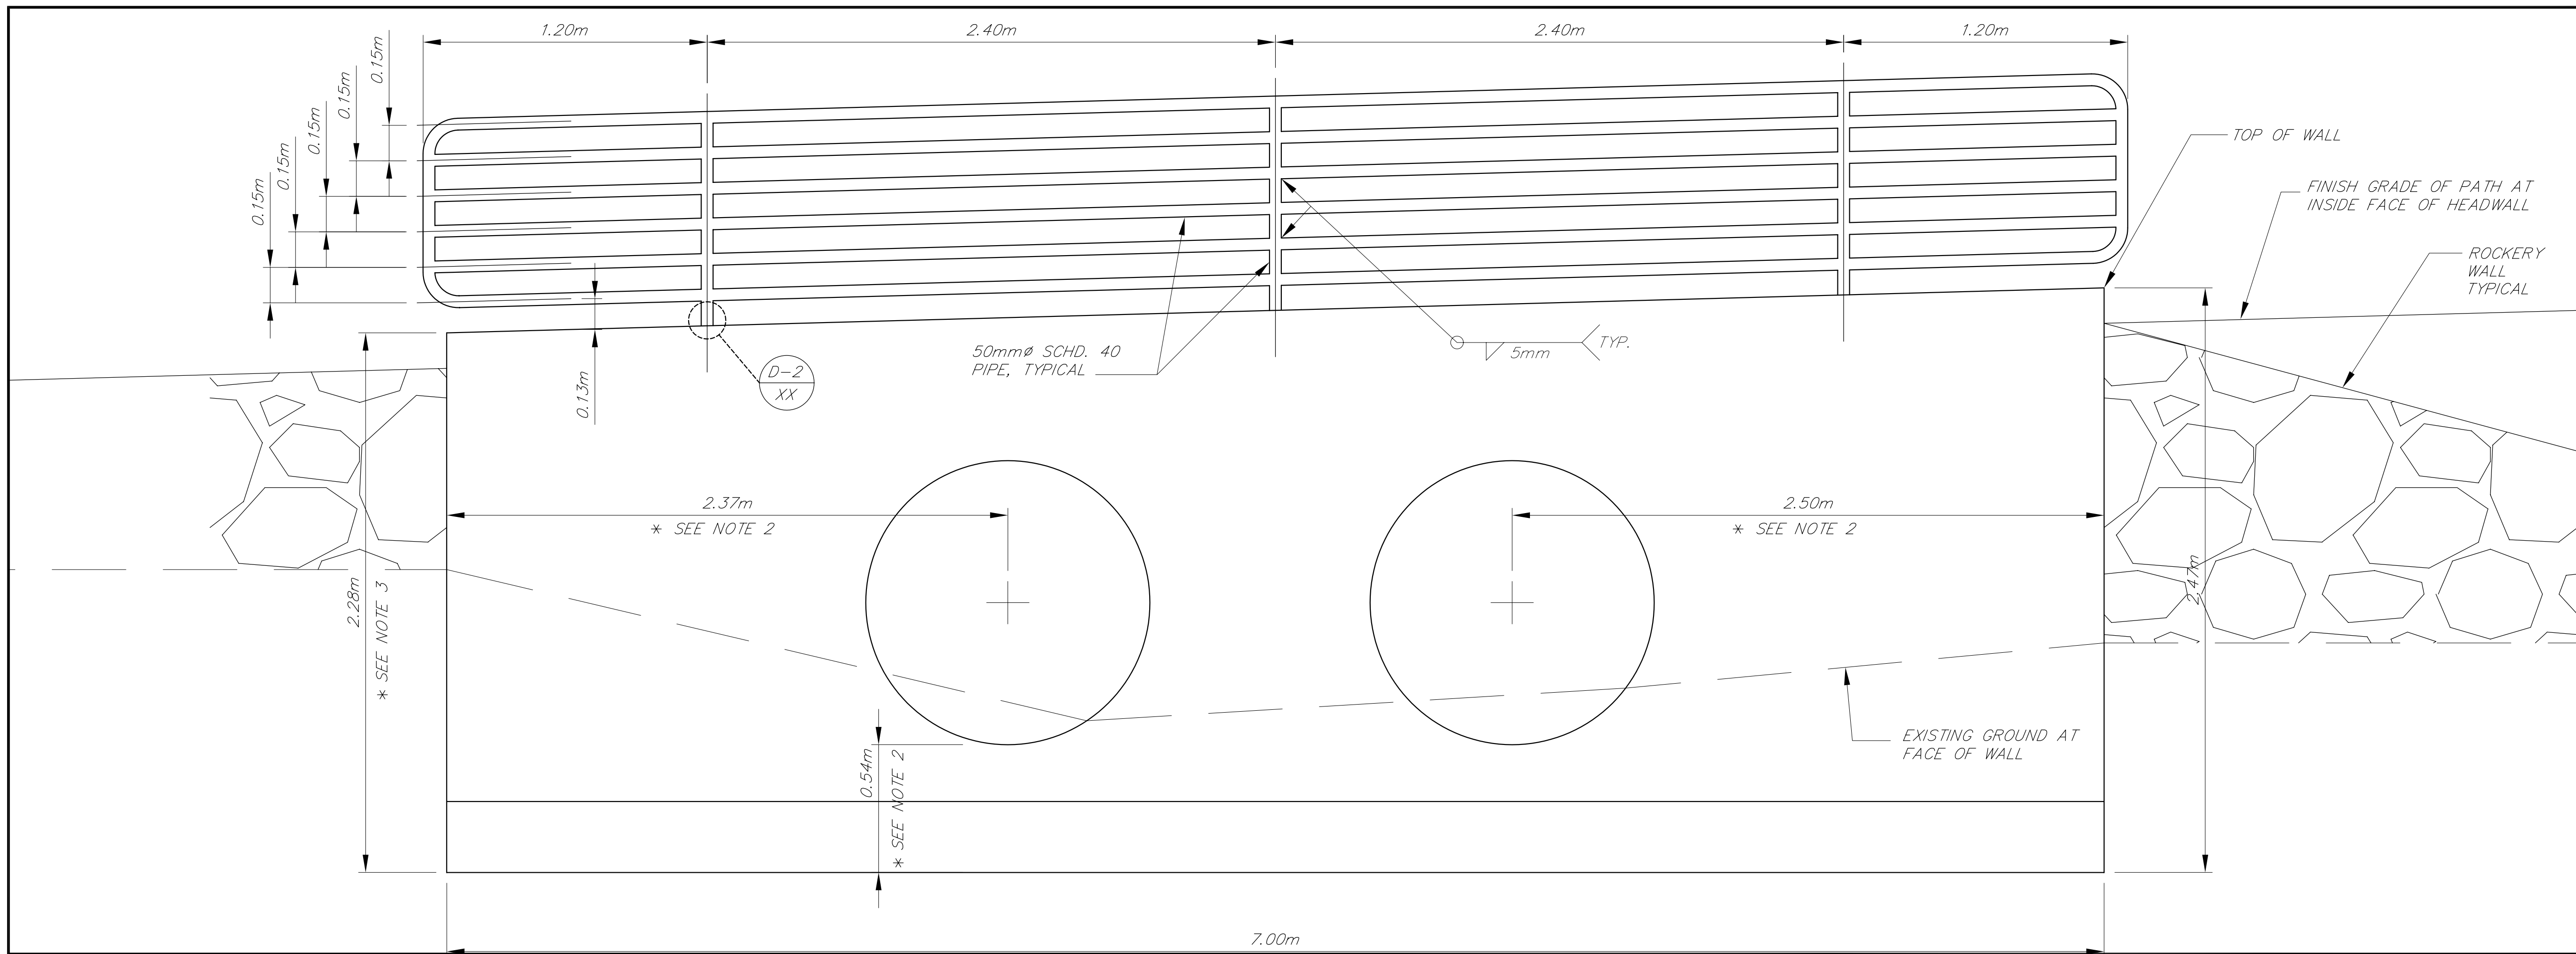 1.20m
2.40m
2.40m
1.20m
0.15m
0.15m
0.15m
0.15m
0.15m
TOP OF WALL
FINISH GRADE OF PATH AT
INSIDE FACE OF HEADWALL
ROCKERY
WALL
TYPICAL
50mmø SCHD. 40
PIPE, TYPICAL
5mm
TYP.
D-2
XX
0.13m
2.37m
* SEE NOTE 2
2.50m
* SEE NOTE 2
2.28m
* SEE NOTE 3
2.47m
0.54m
* SEE NOTE 2
EXISTING GROUND AT
FACE OF WALL
7.00m